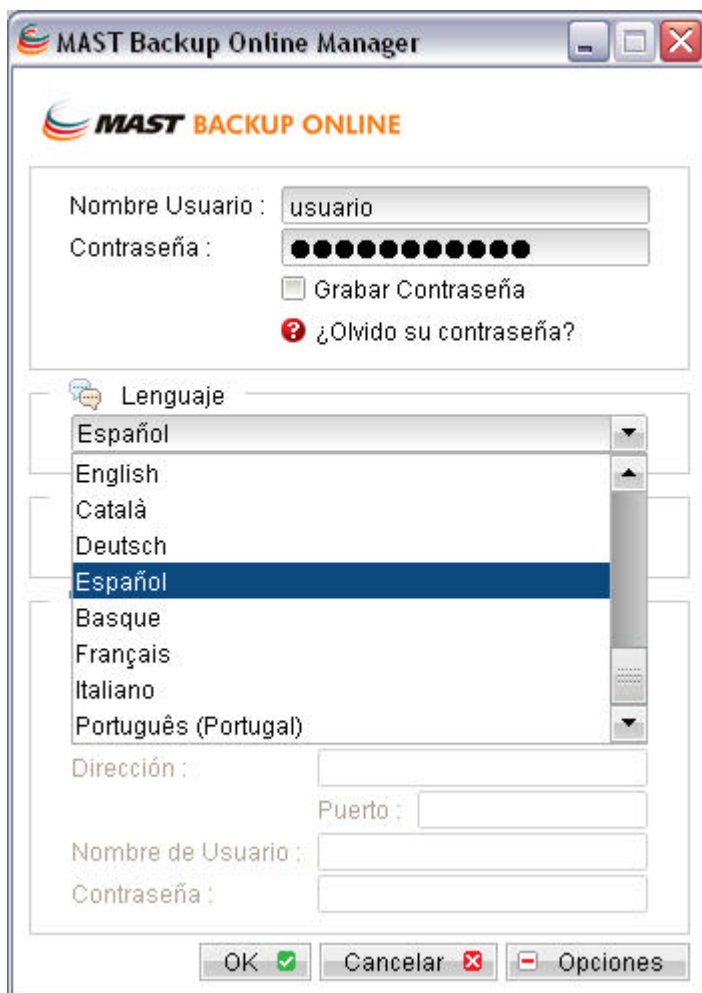 MAST Backup Online Manager
MAST BACKUP ONLINE
Nombre Usuario : usuario
Contraseña : ●●●●●●●●●●●
Grabar Contraseña
¿Olvido su contraseña?
Lenguaje
Español
English
Català
Deutsch
Español
Basque
Français
Italiano
Português (Portugal)
Dirección :
Puerto :
Nombre de Usuario :
Contraseña :
OK Cancelar Opciones